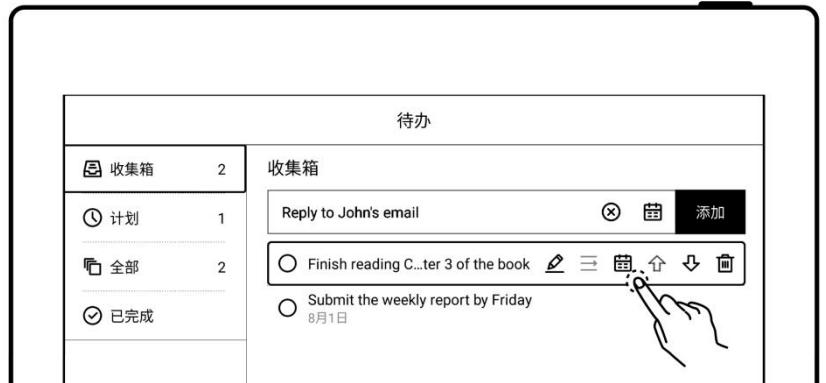 待办
收集箱 2
计划 1
全部 2
已完成
收集箱
Reply to John's email
添加
Finish reading C...ter 3 of the book
Submit the weekly report by Friday
8月1日